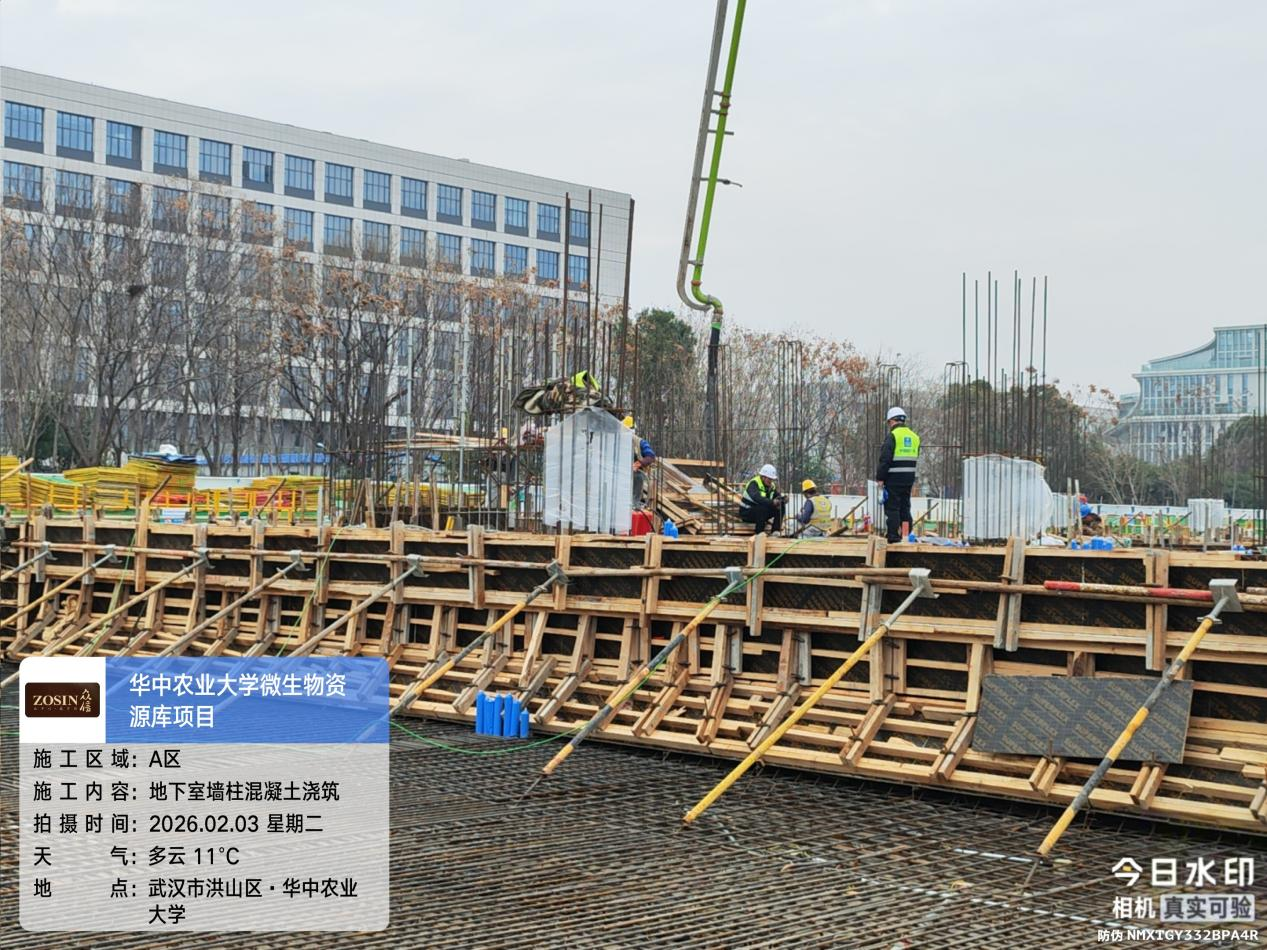 ZOSIN 众信
华中农业大学微生物资
源库项目
施工区域：A区
施工内容：地下室墙柱混凝土浇筑
拍摄时间：2026.02.03 星期二
天气：多云 11℃
地点：武汉市洪山区·华中农业
大学
今日水印
相机 真实可验
防伪 NMXTGY332BPA4R